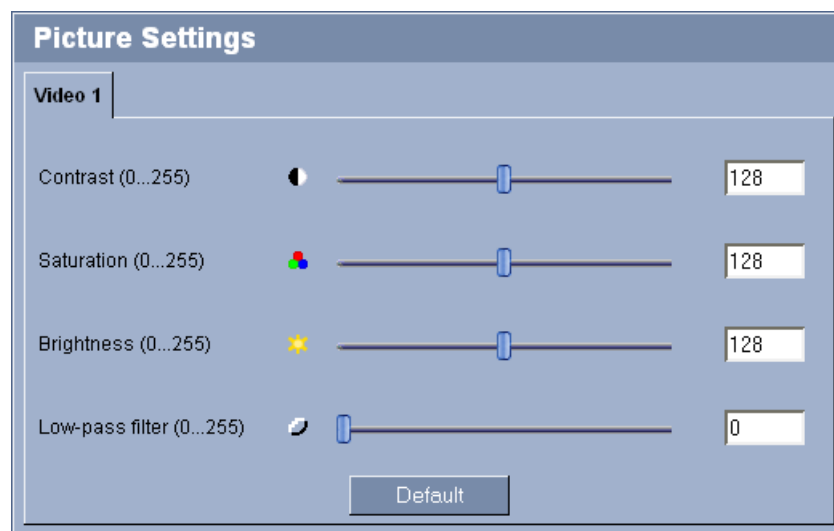 Picture Settings
Video 1
Contrast (0...255) 128
Saturation (0...255) 128
Brightness (0...255) 128
Low-pass filter (0...255) 0
Default